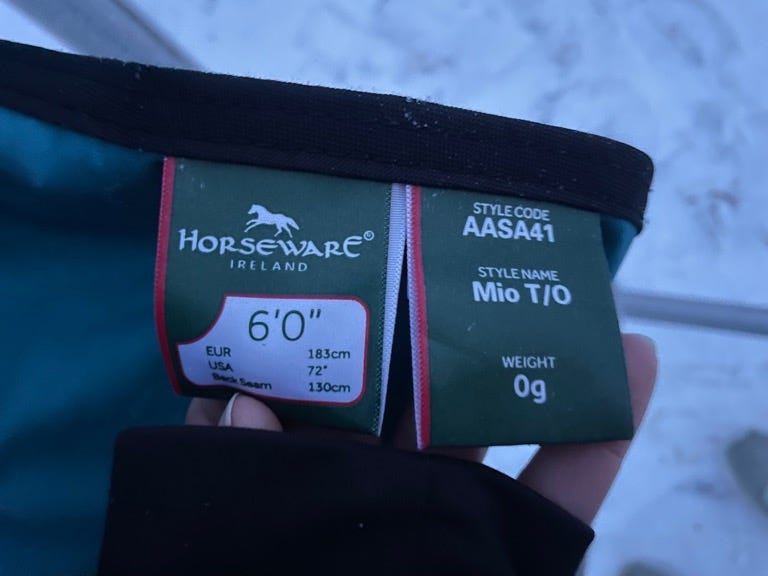 HORSEWARE®
IRELAND
6'0"
EUR 183cm
USA 72"
Back Seam 130cm
STYLE CODE
AASA41
STYLE NAME
Mio T/O
WEIGHT
0g